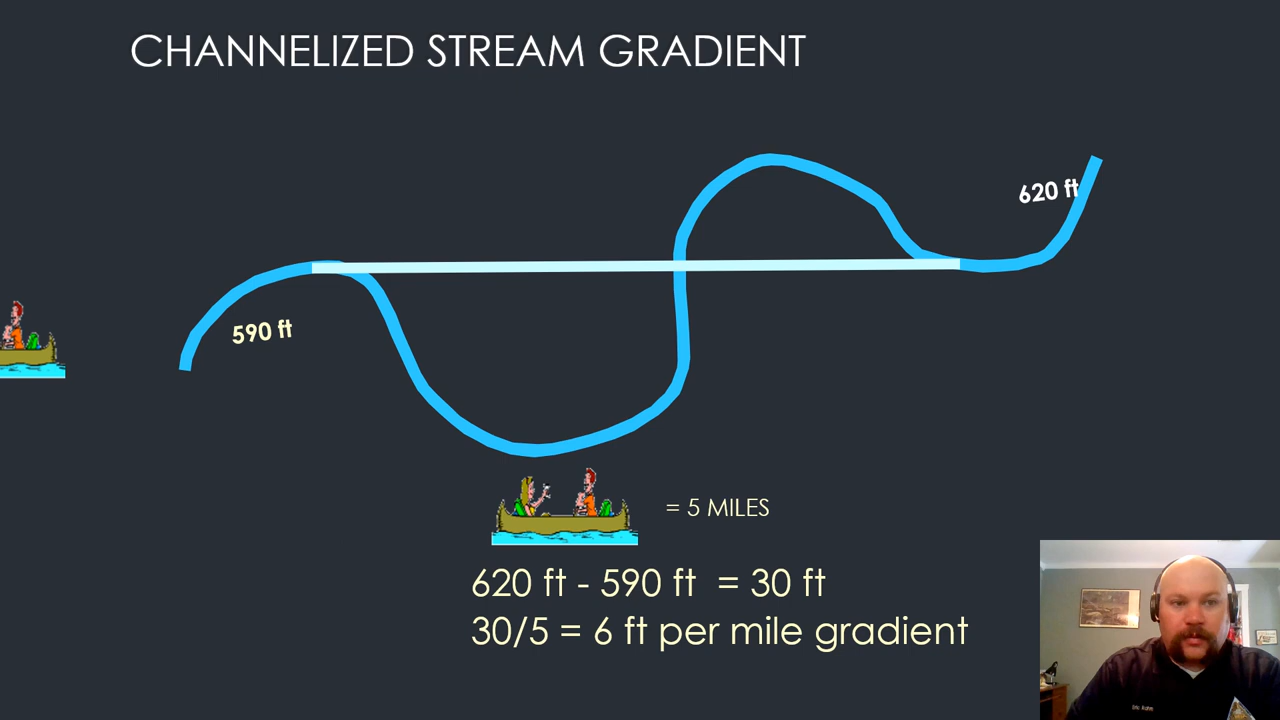 CHANNELIZED STREAM GRADIENT
620 ft
590 ft
= 5 MILES
620 ft - 590 ft = 30 ft
30/5 = 6 ft per mile gradient